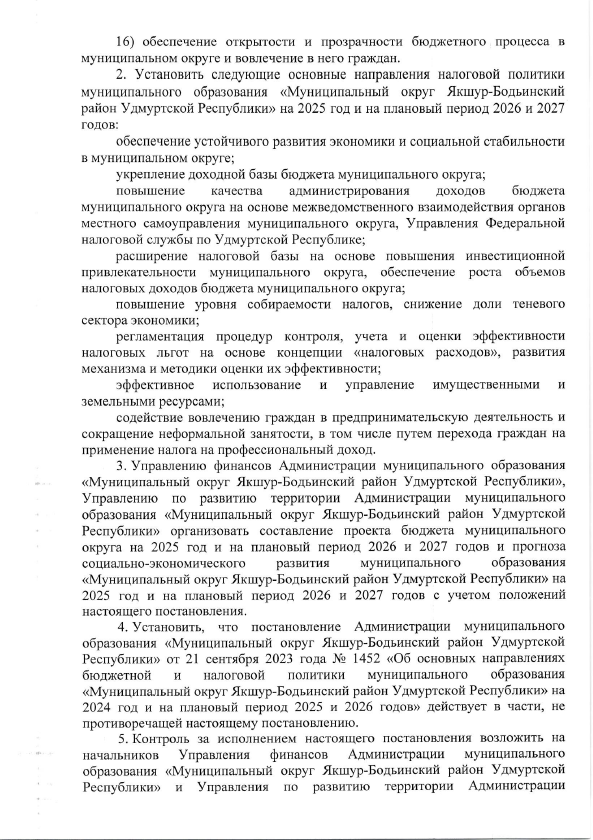 16) обеспечение открытости и прозрачности бюджетного процесса в
муниципальном округе и вовлечение в него граждан.
2. Установить следующие основные направления налоговой политики
муниципального образования «Муниципальный округ Якшур-Бодьинский
район Удмуртской Республики» на 2025 год и на плановый период 2026 и 2027
годов:
обеспечение устойчивого развития экономики и социальной стабильности
в муниципальном округе;
укрепление доходной базы бюджета муниципального округа;
повышение качества администрирования доходов бюджета
муниципального округа на основе межведомственного взаимодействия органов
местного самоуправления муниципального округа, Управления Федеральной
налоговой службы по Удмуртской Республике;
расширение налоговой базы на основе повышения инвестиционной
привлекательности муниципального округа, обеспечение роста объемов
налоговых доходов бюджета муниципального округа;
повышение уровня собираемости налогов, снижение доли теневого
сектора экономики;
регламентация процедур контроля, учета и оценки эффективности
налоговых льгот на основе концепции «налоговых расходов», развития
механизма и методики оценки их эффективности;
эффективное использование и управление имущественными и
земельными ресурсами;
содействие вовлечению граждан в предпринимательскую деятельность и
сокращение неформальной занятости, в том числе путем перехода граждан на
применение налога на профессиональный доход.
3. Управлению финансов Администрации муниципального образования
«Муниципальный округ Якшур-Бодьинский район Удмуртской Республики»,
Управлению по развитию территории Администрации муниципального
образования «Муниципальный округ Якшур-Бодьинский район Удмуртской
Республики» организовать составление проекта бюджета муниципального
округа на 2025 год и на плановый период 2026 и 2027 годов и прогноза
социально-экономического развития муниципального образования
«Муниципальный округ Якшур-Бодьинский район Удмуртской Республики» на
2025 год и на плановый период 2026 и 2027 годов с учетом положений
настоящего постановления.
4. Установить, что постановление Администрации муниципального
образования «Муниципальный округ Якшур-Бодьинский район Удмуртской
Республики» от 21 сентября 2023 года № 1452 «Об основных направлениях
бюджетной и налоговой политики муниципального образования
«Муниципальный округ Якшур-Бодьинский район Удмуртской Республики» на
2024 год и на плановый период 2025 и 2026 годов» действует в части, не
противоречащей настоящему постановлению.
5. Контроль за исполнением настоящего постановления возложить на
начальников Управления финансов Администрации муниципального
образования «Муниципальный округ Якшур-Бодьинский район Удмуртской
Республики» и Управления по развитию территории Администрации